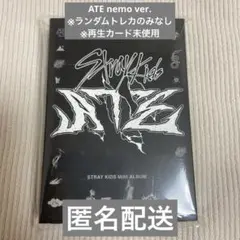 ATE nemo ver.
※ランダムトレカのみなし
※再生カード未使用
Stray Kids
ATE
STRAY KIDS MINI ALBUM
匿名配送